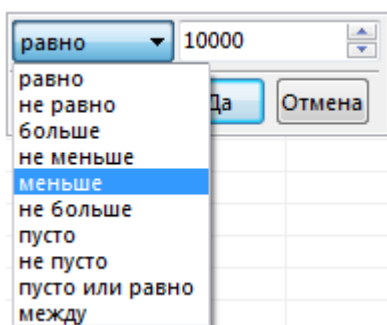 равно 10000
равно
не равно
Да Отмена
больше
не меньше
меньше
не больше
пусто
не пусто
пусто или равно
между